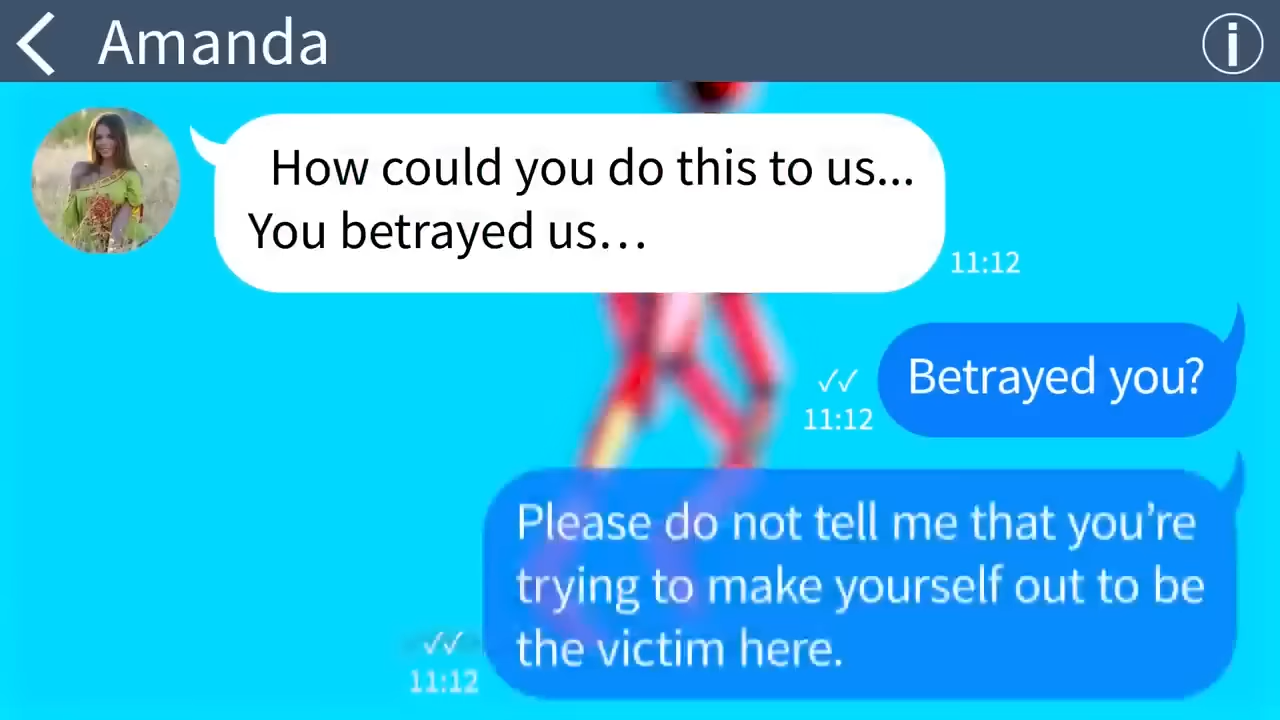 Amanda
How could you do this to us...
You betrayed us…
11:12
Betrayed you?
11:12
Please do not tell me that you’re
trying to make yourself out to be
the victim here.
11:12